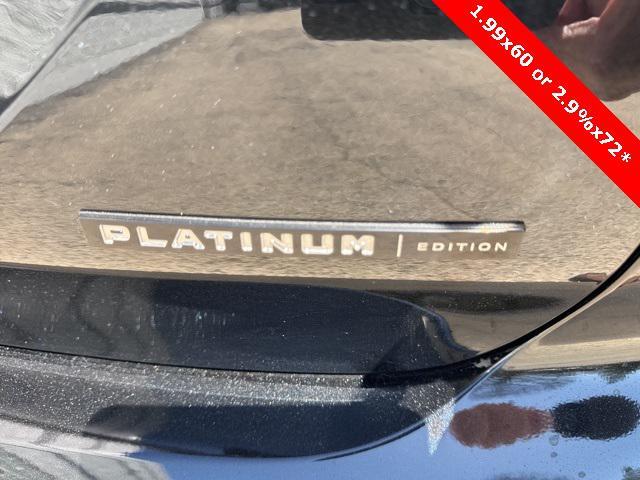 1.99x60 or 2.9%x72*
PLATINUM | EDITION